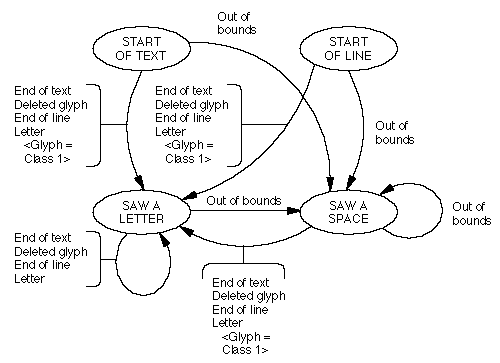 Out of
bounds
START
OF TEXT
START
OF LINE
End of text
Deleted glyph
End of line
Letter
<Glyph =
Class 1>
End of text
Deleted glyph
End of line
Letter
<Glyph =
Class 1>
Out of
bounds
SAW A
LETTER
Out of bounds
SAW A
SPACE
Out of
bounds
End of text
Deleted glyph
End of line
Letter
End of text
Deleted glyph
End of line
Letter
<Glyph =
Class 1>